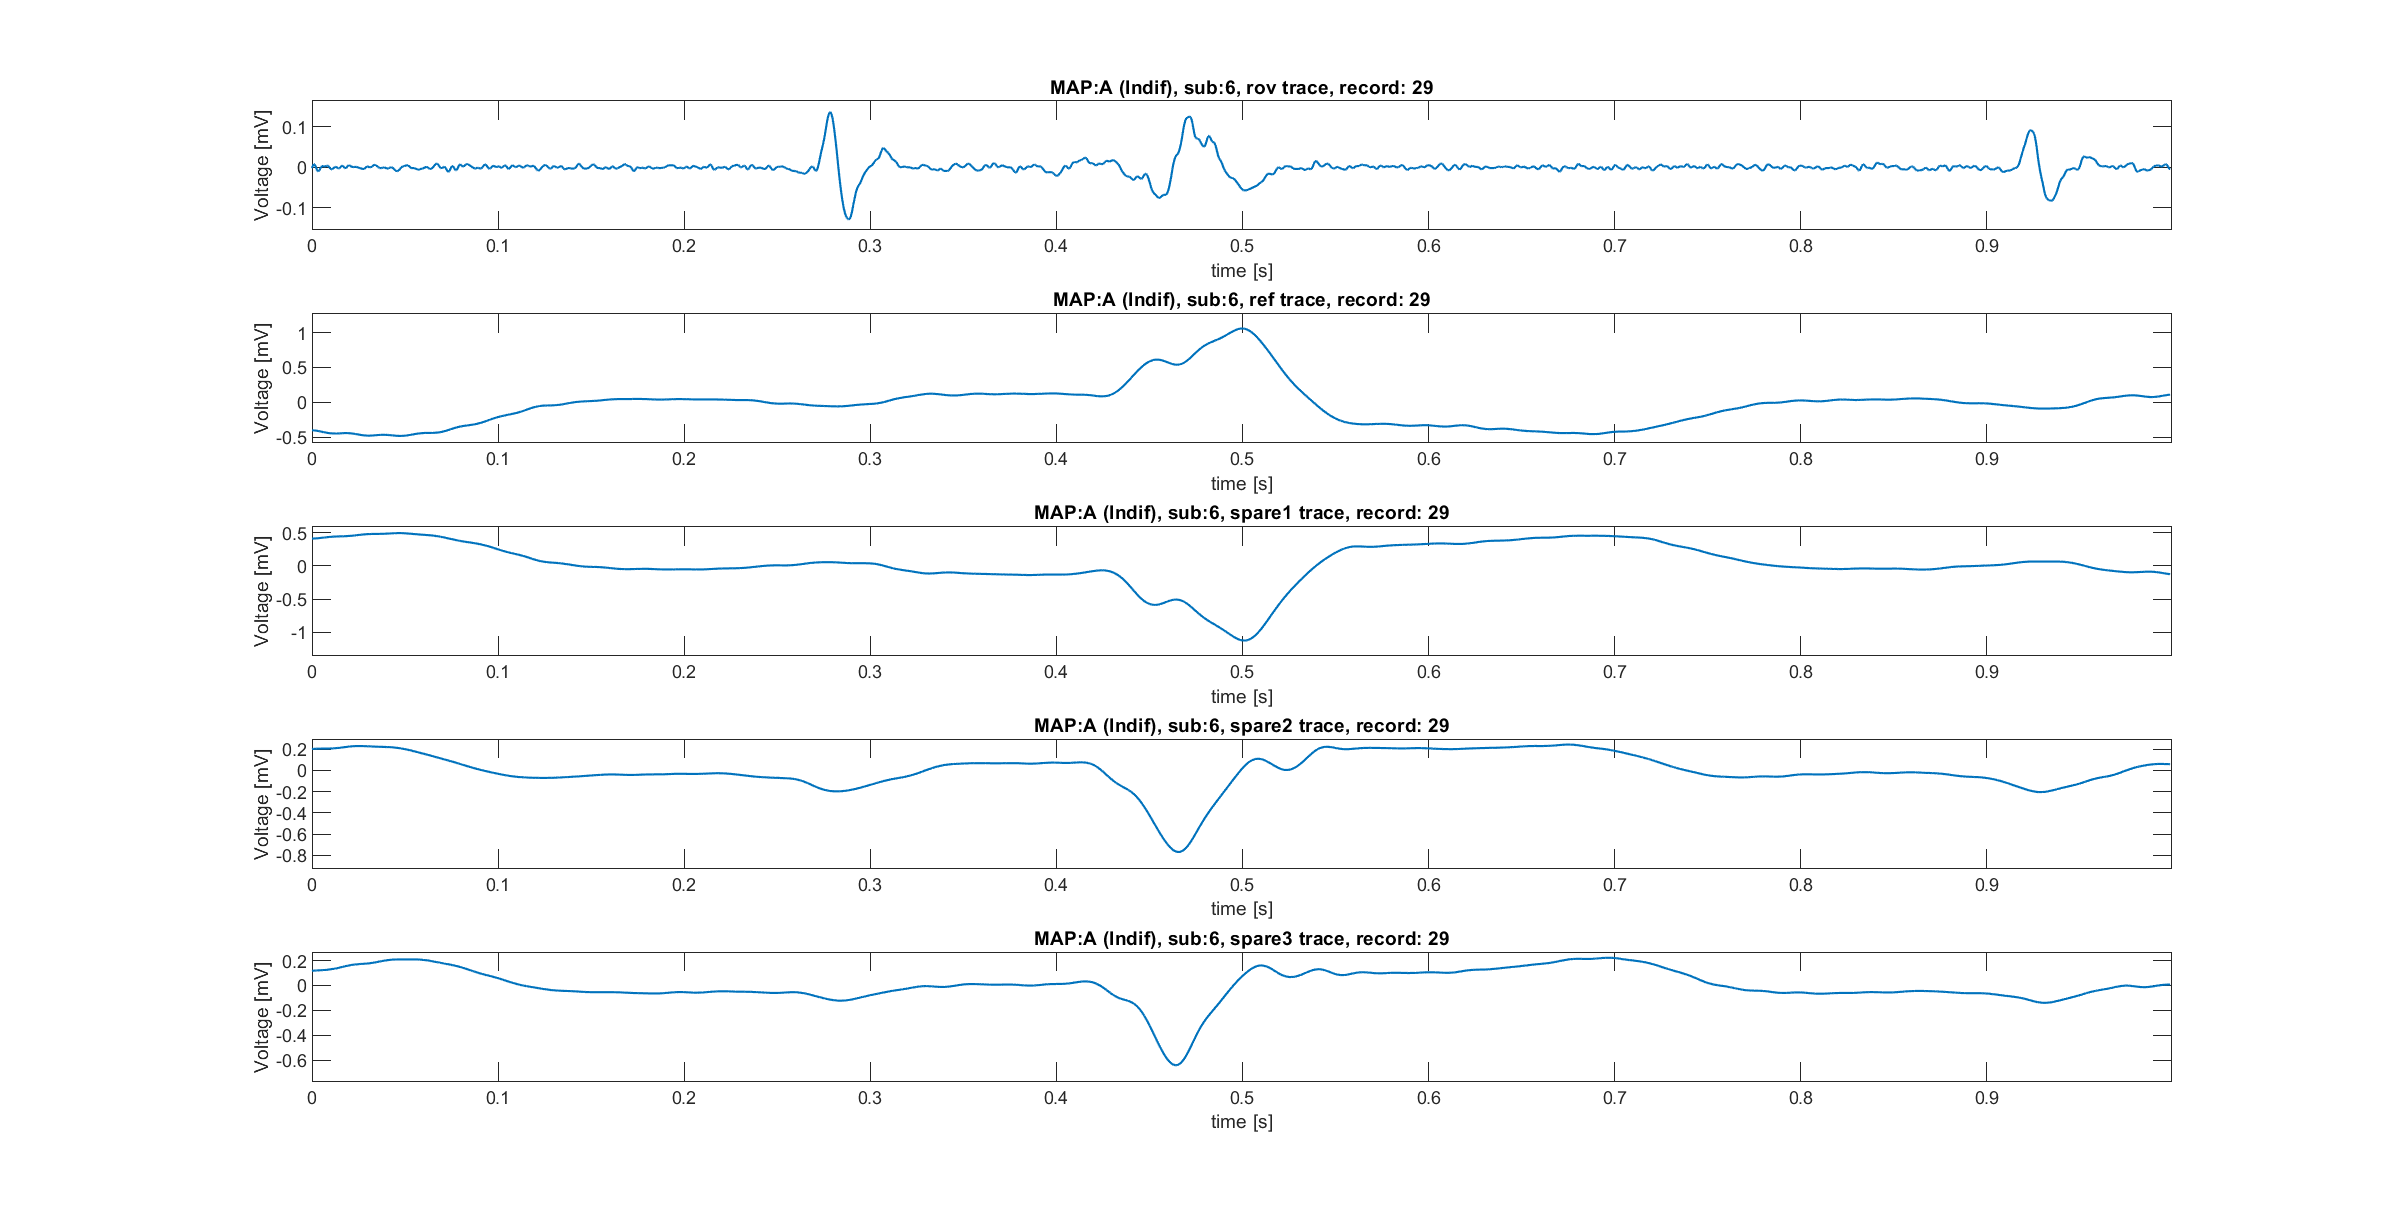 MAP:A (Indif), sub:6, rov trace, record: 29
Voltage [mV]
0.1
0
-0.1
0 0.1 0.2 0.3 0.4 0.5 0.6 0.7 0.8 0.9
time [s]
MAP:A (Indif), sub:6, ref trace, record: 29
Voltage [mV]
1
0.5
0
-0.5
0 0.1 0.2 0.3 0.4 0.5 0.6 0.7 0.8 0.9
time [s]
MAP:A (Indif), sub:6, spare1 trace, record: 29
Voltage [mV]
0.5
0
-0.5
-1
0 0.1 0.2 0.3 0.4 0.5 0.6 0.7 0.8 0.9
time [s]
MAP:A (Indif), sub:6, spare2 trace, record: 29
Voltage [mV]
0.2
0
-0.2
-0.4
-0.6
-0.8
0 0.1 0.2 0.3 0.4 0.5 0.6 0.7 0.8 0.9
time [s]
MAP:A (Indif), sub:6, spare3 trace, record: 29
Voltage [mV]
0.2
0
-0.2
-0.4
-0.6
0 0.1 0.2 0.3 0.4 0.5 0.6 0.7 0.8 0.9
time [s]